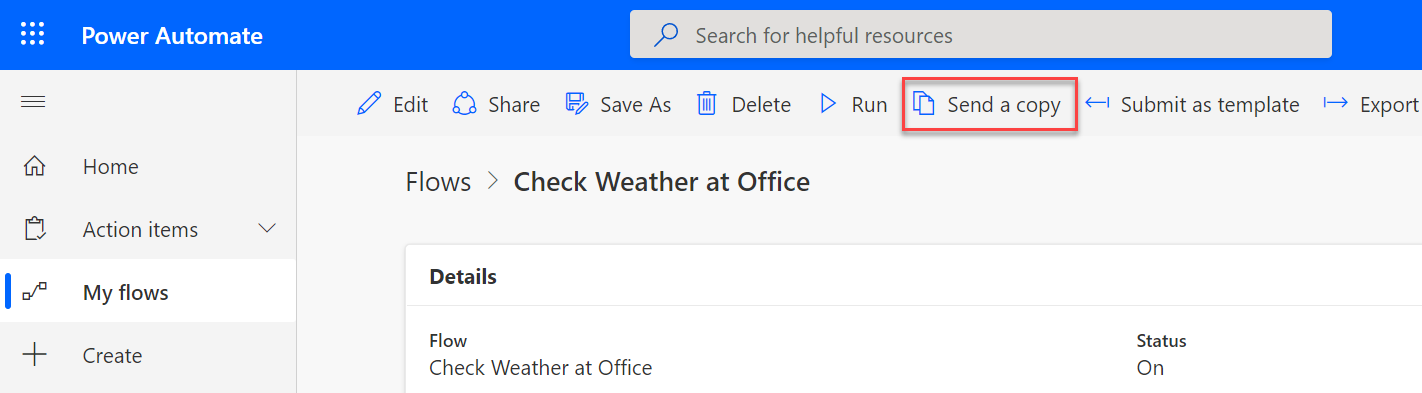 Power Automate
Search for helpful resources
Edit
Share
Save As
Delete
Run
Send a copy
Submit as template
Export
Home
Action items
My flows
Create
Flows > Check Weather at Office
Details
Flow
Check Weather at Office
Status
On